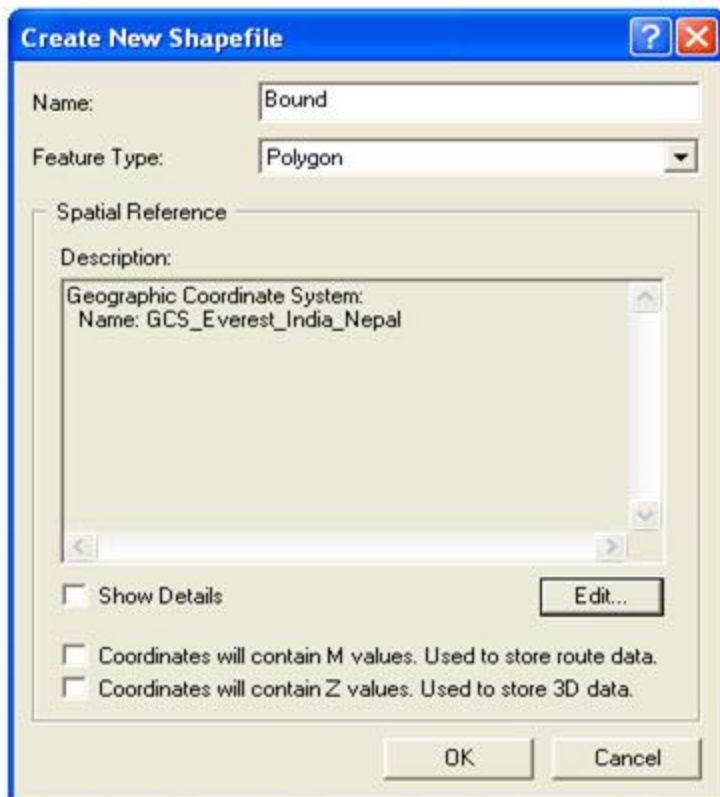 Create New Shapefile
Name: Bound
Feature Type: Polygon
Spatial Reference
Description:
Geographic Coordinate System:
Name: GCS_Everest_India_Nepal
Show Details Edit...
Coordinates will contain M values. Used to store route data.
Coordinates will contain Z values. Used to store 3D data.
OK Cancel